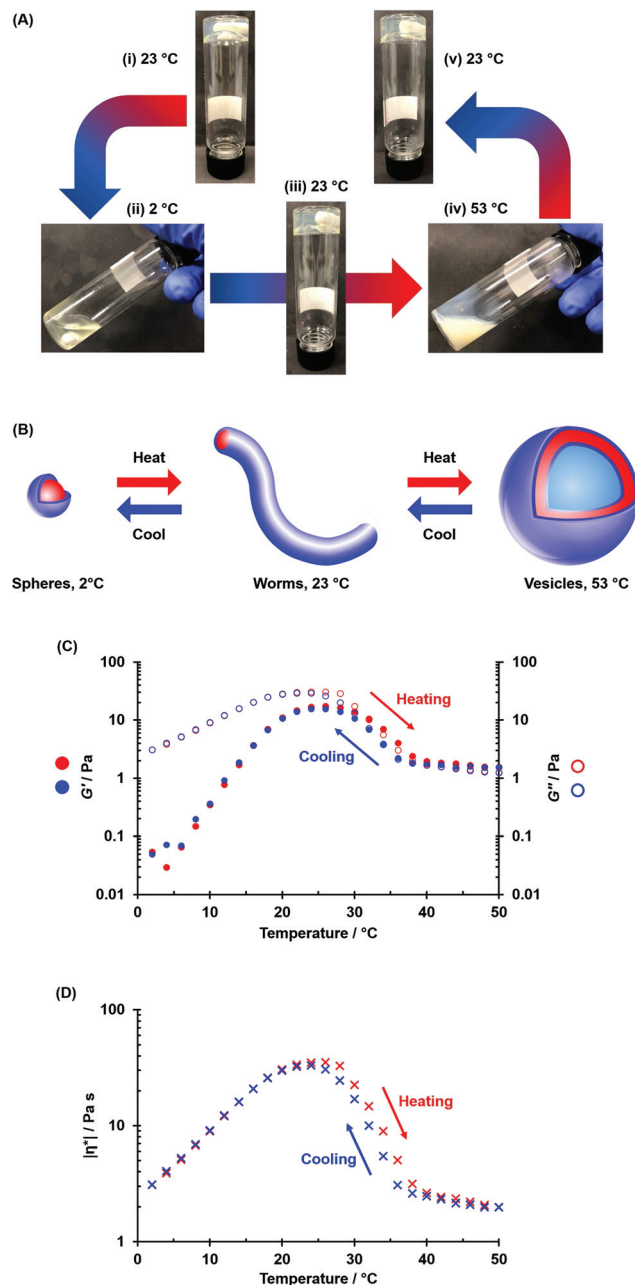 (A)
(i) 23 °C
(v) 23 °C
(ii) 2 °C
(iii) 23 °C
(iv) 53 °C
(B)
Heat
Cool
Heat
Cool
Spheres, 2°C
Worms, 23 °C
Vesicles, 53 °C
(C)
100
10
1
0.1
0.01
G′ / Pa
100
10
1
0.1
0.01
G″ / Pa
Heating
Cooling
0
10
20
30
40
50
Temperature / °C
(D)
100
10
1
|η*| / Pa s
Heating
Cooling
0
10
20
30
40
50
Temperature / °C